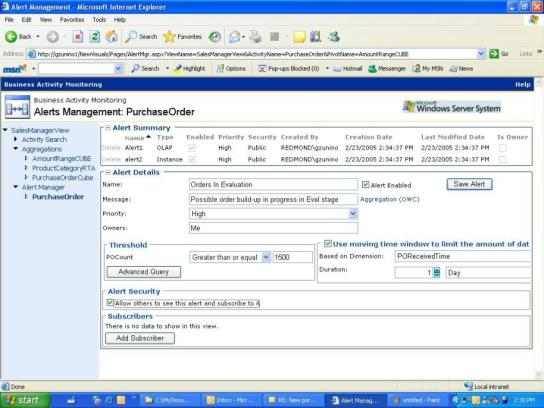 Alert Management - Microsoft Internet Explorer
File Edit View Favorites Tools Help
Back Search Favorites
Address http://gzunino1/NewVisuals/Pages/AlertMgr.aspx?ViewName=SalesManagerView&ActivityName=PurchaseOrder&PivotName=AmountRangeCUBE Go Links »
msn Search Highlight Options Pop-ups Blocked (0) Hotmail Messenger My MSN News
Business Activity Monitoring Help
Business Activity Monitoring
Alerts Management: PurchaseOrder
Microsoft Windows Server System
SalesManagerView
Activity Search
Aggregations
AmountRangeCUBE
ProductCategoryRTA
PurchaseOrderCube
Alert Manager
PurchaseOrder
Alert Summary
Name Type Enabled Priority Security Created By Creation Date Last Modified Date Is Owner
Delete Alert1 OLAP High Public REDMOND\gzunino 2/23/2005 2:34:37 PM 2/23/2005 2:34:37 PM
Delete alert2 Instance High Public REDMOND\gzunino 2/23/2005 2:34:37 PM 2/23/2005 2:34:37 PM
Alert Details
Name: Orders In Evaluation Alert Enabled Save Alert
Message: Possible order build-up in progress in Eval stage Aggregation (OWC)
Priority: High
Owners: Me
Threshold
POCount Greater than or equal 1500
Advanced Query
Use moving time window to limit the amount of dat
Based on Dimension: POReceivedTime
Duration: 1 Day
Alert Security
Allow others to see this alert and subscribe to it
Subscribers
There is no data to show in this view.
Add Subscriber
Done Local intranet
start C:\MyDocu... Inbox - Micr... RE: New por... Alert Manag... untitled - Paint 2:30 PM